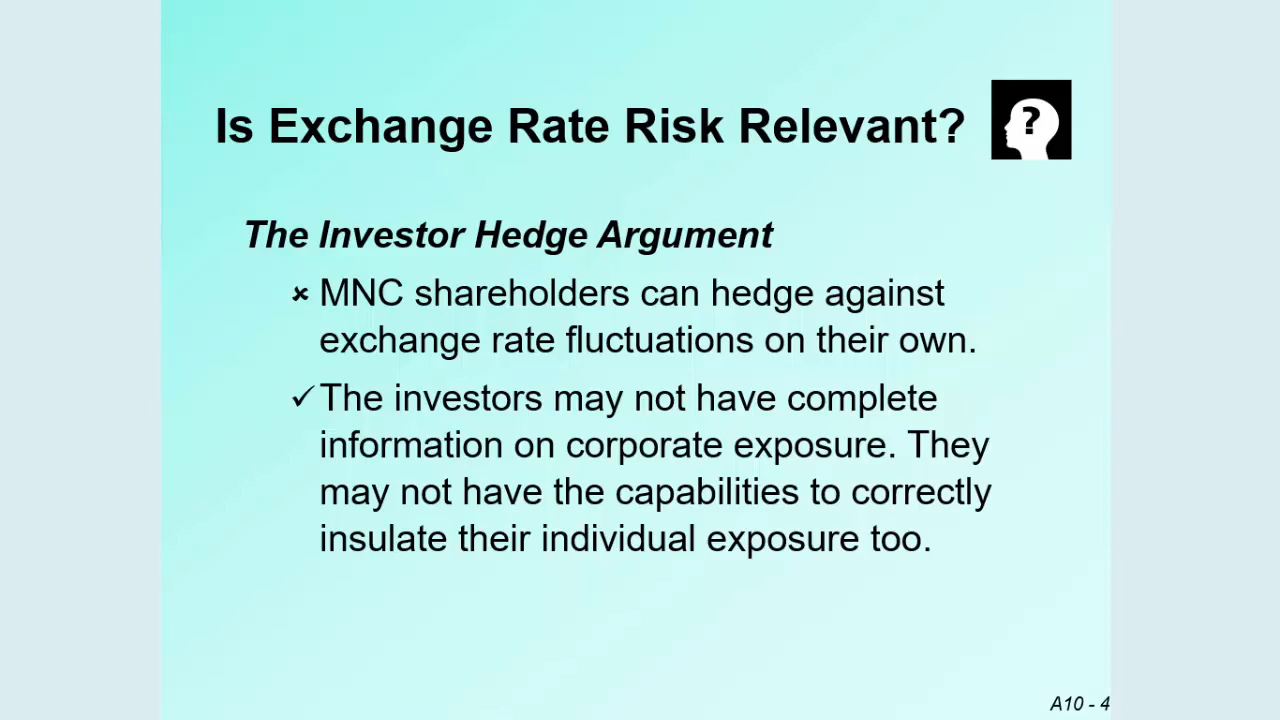 Is Exchange Rate Risk Relevant?
?
The Investor Hedge Argument
× MNC shareholders can hedge against
exchange rate fluctuations on their own.
✓ The investors may not have complete
information on corporate exposure. They
may not have the capabilities to correctly
insulate their individual exposure too.
A10 - 4